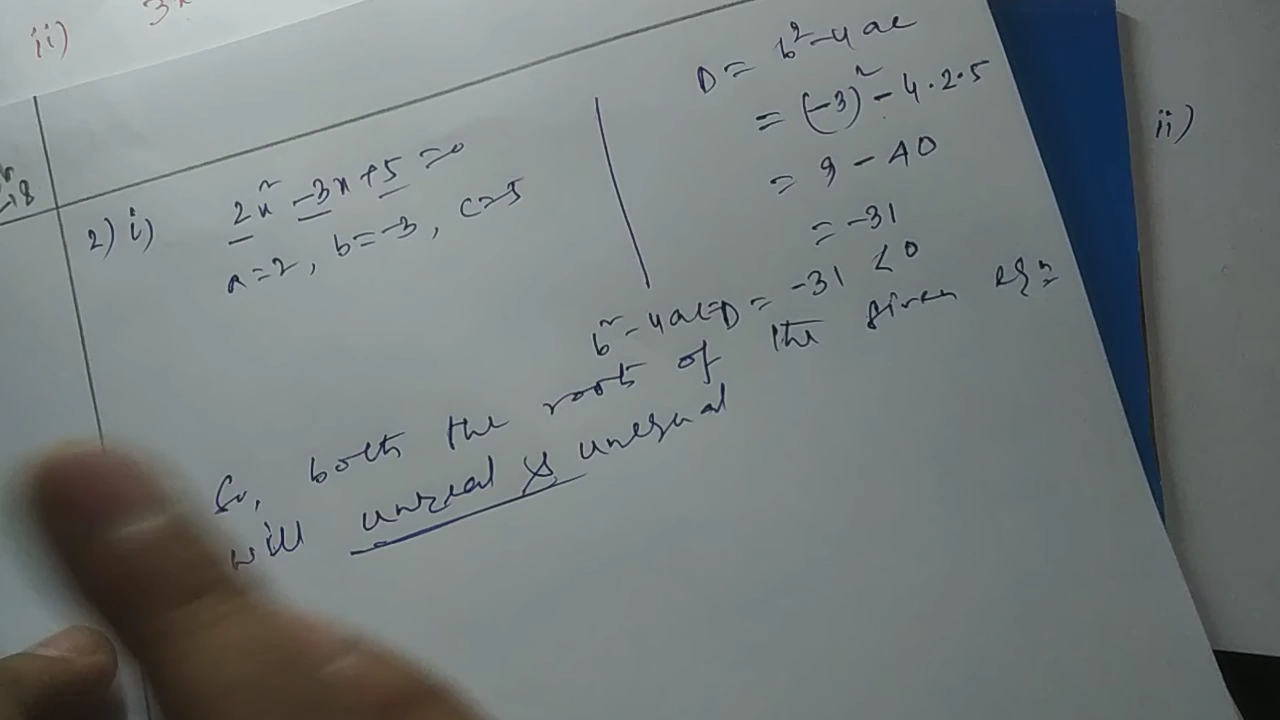 ii) 3x
2) i) 2x² -3x+5 =0
a=2, b=-3, c=5
D = b²-4ac
= (-3)² - 4.2.5
= 9 - 40
= -31
b²-4ac=D = -31 < 0
So, both the roots of the given eqn
will unreal & unequal
ii)